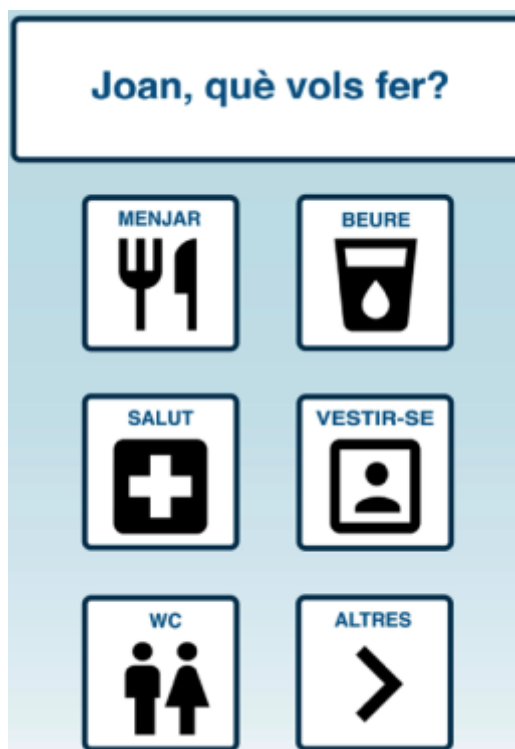 Joan, què vols fer?
MENJAR
BEURE
SALUT
VESTIR-SE
WC
ALTRES